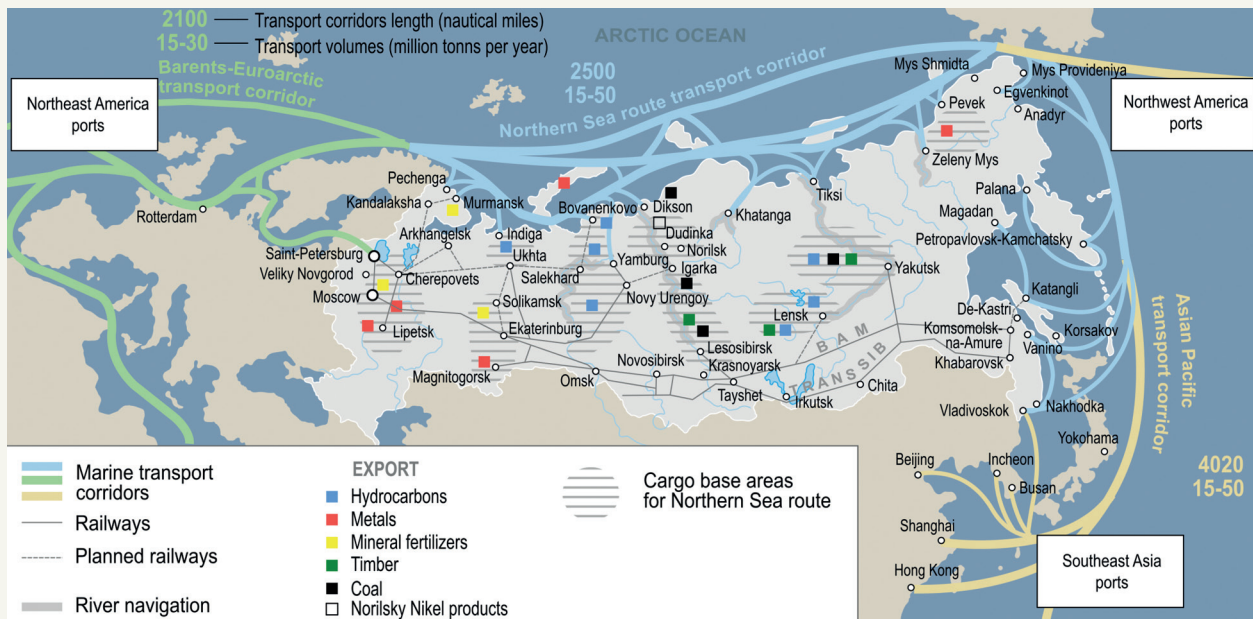 2100
Transport corridors length (nautical miles)
15-30
Transport volumes (million tonns per year)
Barents-Euroarctic
transport corridor
ARCTIC OCEAN
2500
15-50
Northern Sea route transport corridor
Northeast America
ports
Northwest America
ports
Mys Shmidta
Mys Provideniya
Egvenkinot
Pevek
Anadyr
Zeleny Mys
Pechenga
Kandalaksha
Murmansk
Rotterdam
Bovanenkovo
Dikson
Khatanga
Tiksi
Palana
Magadan
Arkhangelsk
Indiga
Dudinka
Norilsk
Petropavlovsk-Kamchatsky
Saint-Petersburg
Ukhta
Yamburg
Igarka
Veliky Novgorod
Cherepovets
Salekhard
Yakutsk
Moscow
Solikamsk
Novy Urengoy
Lensk
Katangli
De-Kastri
Lipetsk
Ekaterinburg
Komsomolsk-
na-Amure
Korsakov
Vanino
Khabarovsk
Lesosibirsk
BAM
TRANSSIB
Magnitogorsk
Omsk
Novosibirsk
Krasnoyarsk
Tayshet
Irkutsk
Chita
Vladivoskok
Nakhodka
Asian Pacific
transport corridor
Yokohama
4020
15-50
Beijing
Incheon
Busan
Shanghai
Hong Kong
Southeast Asia
ports
Marine transport
corridors
Railways
Planned railways
River navigation
EXPORT
Hydrocarbons
Metals
Mineral fertilizers
Timber
Coal
Norilsky Nikel products
Cargo base areas
for Northern Sea route